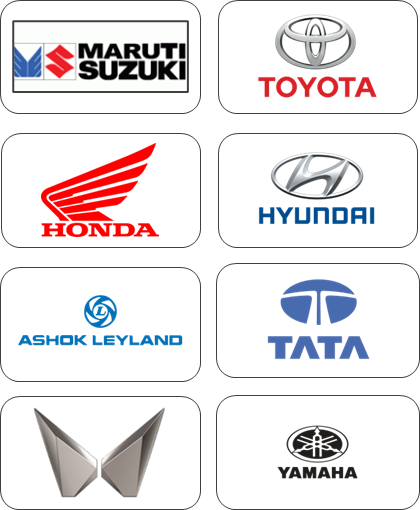 MARUTI
SUZUKI
TOYOTA
HONDA
HYUNDAI
L
ASHOK LEYLAND
TATA
YAMAHA